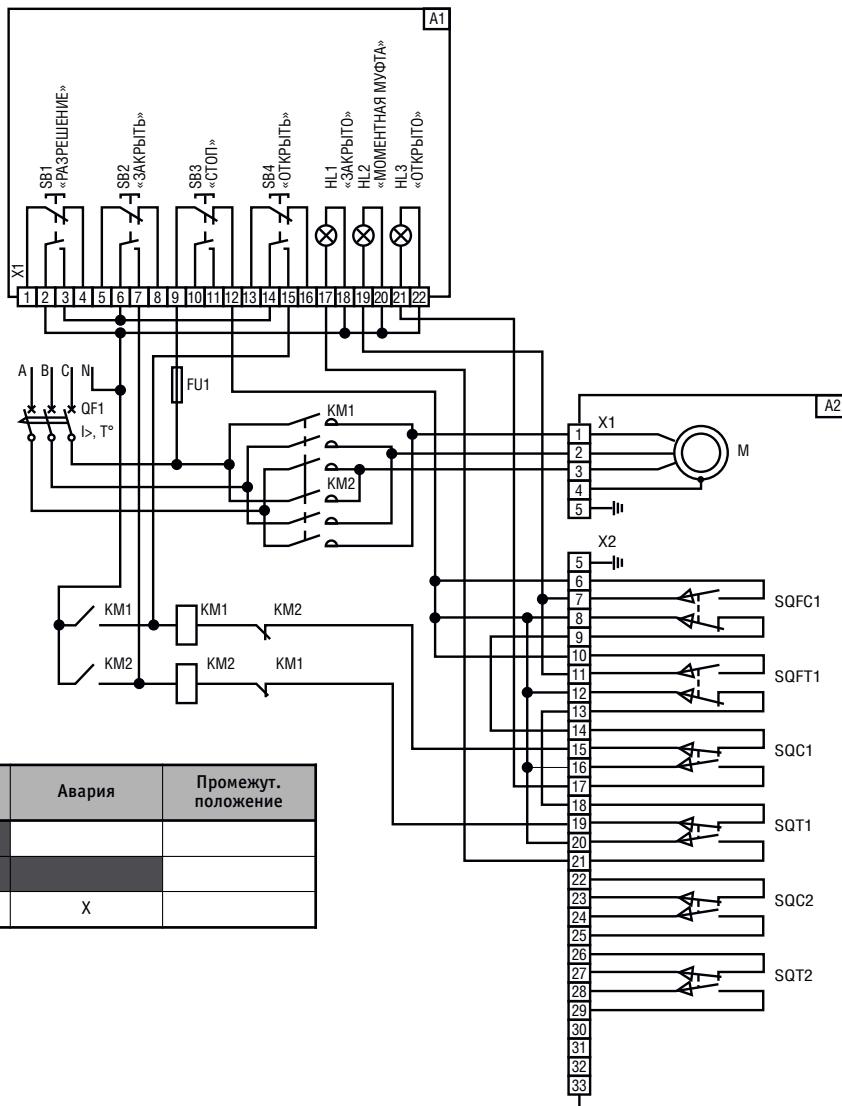 A1
SB1
«РАЗРЕШЕНИЕ»
SB2
«ЗАКРЫТЬ»
SB3
«СТОП»
SB4
«ОТКРЫТЬ»
HL1
«ЗАКРЫТО»
HL2
«МОМЕНТНАЯ МУФТА»
HL3
«ОТКРЫТО»
X1
1 2 3 4 5 6 7 8 9 10 11 12 13 14 15 16 17 18 19 20 21 22
A B C N
QF1
I>, T°
FU1
KM1
KM2
A2
X1
1
2
3
4
5
M
X2
5
6
7
8
9
10
11
12
13
14
15
16
17
18
19
20
21
22
23
24
25
26
27
28
29
30
31
32
33
SQFC1
SQFT1
SQC1
SQT1
SQC2
SQT2
KM1 KM1 KM2
KM2 KM2 KM1
Авария
Промежут.
положение
X